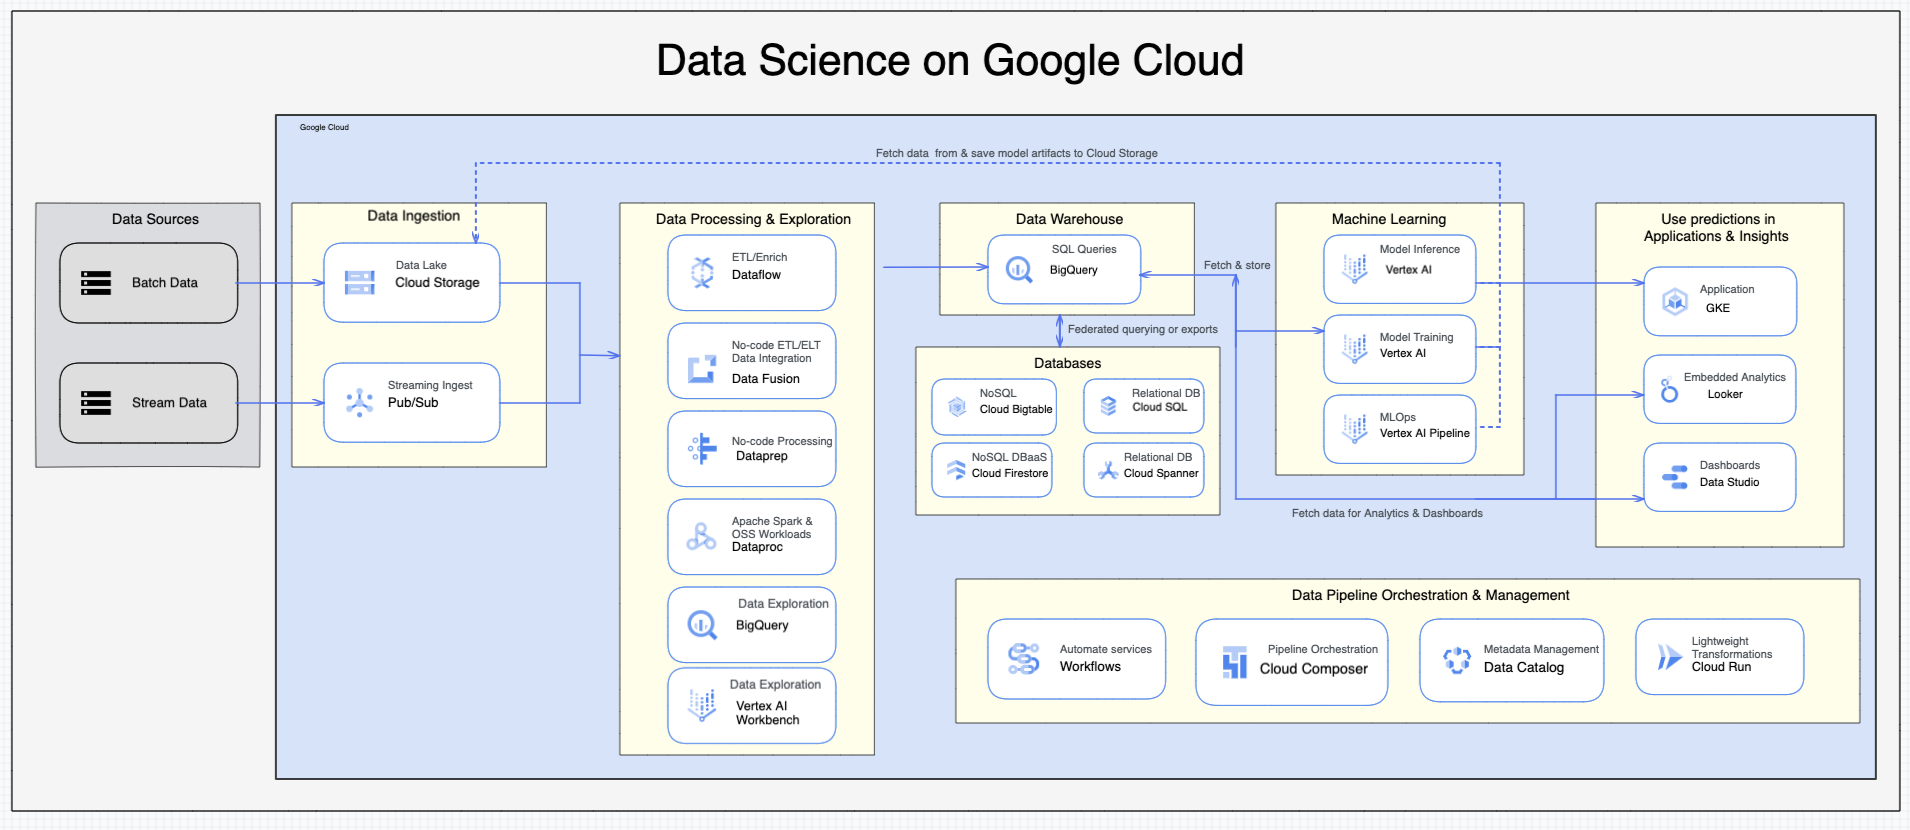 Data Science on Google Cloud
Google Cloud
Fetch data from & save model artifacts to Cloud Storage
Data Sources
Batch Data
Stream Data
Data Ingestion
Data Lake
Cloud Storage
Streaming Ingest
Pub/Sub
Data Processing & Exploration
ETL/Enrich
Dataflow
No-code ETL/ELT
Data Integration
Data Fusion
No-code Processing
Dataprep
Apache Spark &
OSS Workloads
Dataproc
Data Exploration
BigQuery
Data Exploration
Vertex AI
Workbench
Data Warehouse
SQL Queries
BigQuery
Fetch & store
Federated querying or exports
Databases
NoSQL
Cloud Bigtable
Relational DB
Cloud SQL
NoSQL DBaaS
Cloud Firestore
Relational DB
Cloud Spanner
Machine Learning
Model Inference
Vertex AI
Model Training
Vertex AI
MLOps
Vertex AI Pipeline
Fetch data for Analytics & Dashboards
Use predictions in
Applications & Insights
Application
GKE
Embedded Analytics
Looker
Dashboards
Data Studio
Data Pipeline Orchestration & Management
Automate services
Workflows
Pipeline Orchestration
Cloud Composer
Metadata Management
Data Catalog
Lightweight
Transformations
Cloud Run